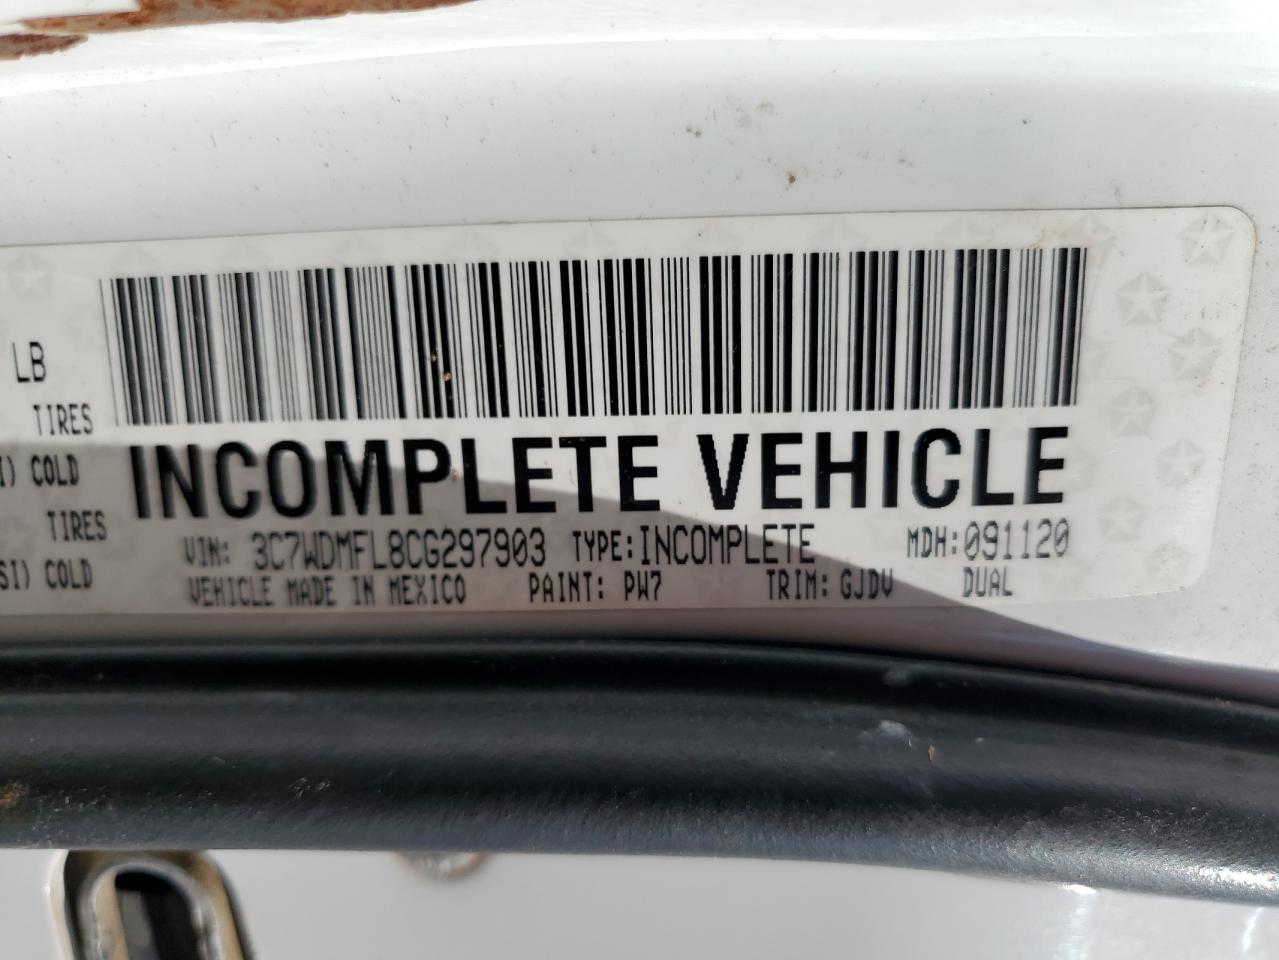 LB
TIRES
I) COLD
TIRES
SI) COLD
INCOMPLETE VEHICLE
VIN: 3C7WDMFL8CG297903 TYPE:INCOMPLETE MDH:091120
VEHICLE MADE IN MEXICO PAINT: PW7 TRIM: GJDV DUAL